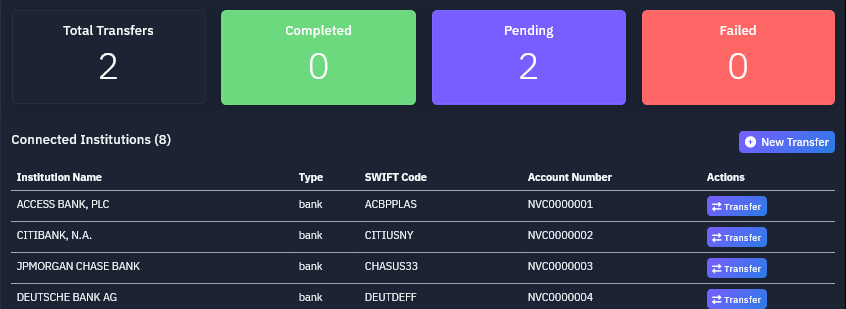 Total Transfers Completed Pending Failed
2 0 2 0
Connected Institutions (8) New Transfer
Institution Name Type SWIFT Code Account Number Actions
ACCESS BANK, PLC bank ACBPPLAS NVC0000001 Transfer
CITIBANK, N.A. bank CITIUSNY NVC0000002 Transfer
JPMORGAN CHASE BANK bank CHASUS33 NVC0000003 Transfer
DEUTSCHE BANK AG bank DEUTDEFF NVC0000004 Transfer